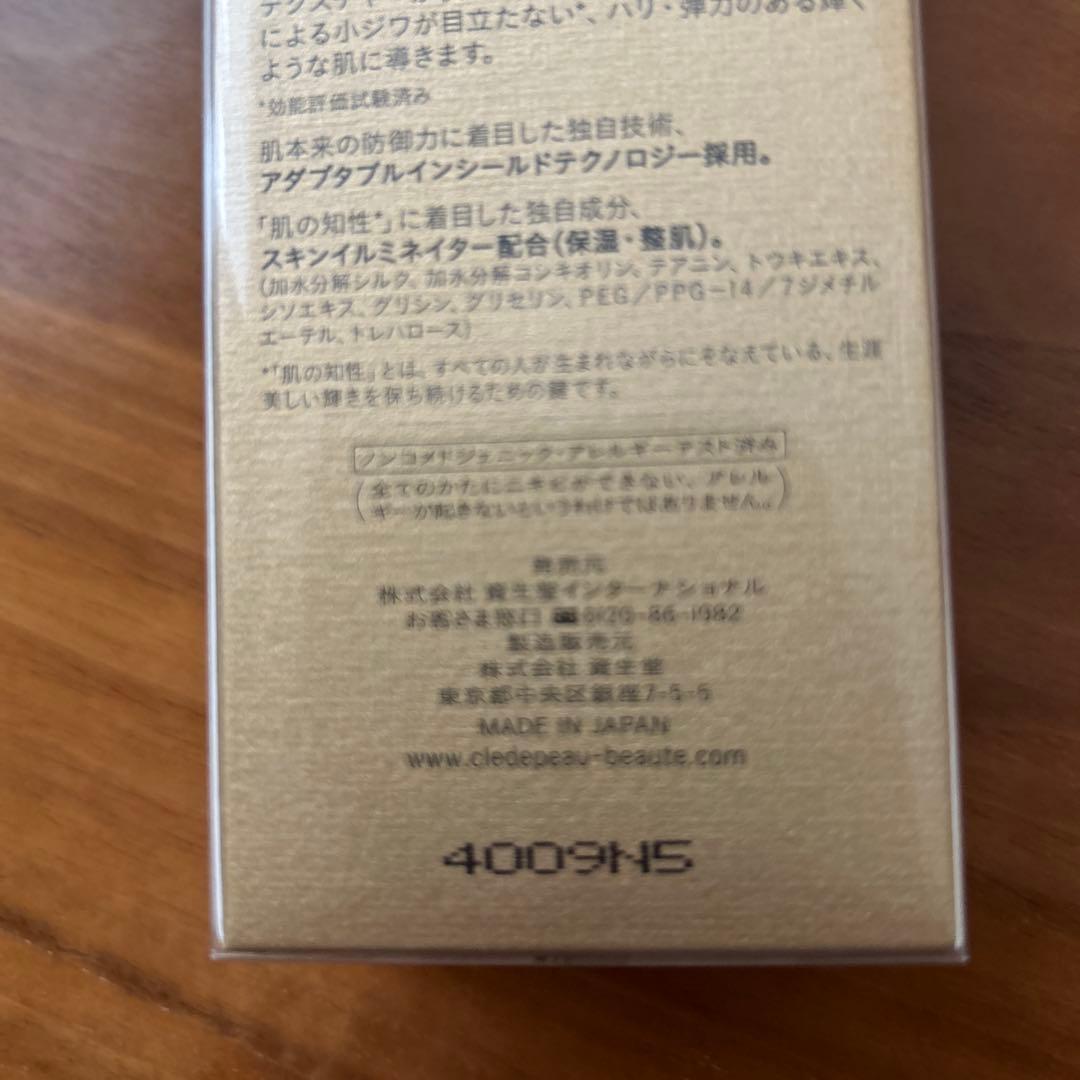 による小ジワが目立たない*、ハリ・弾力のある輝く
ような肌に導きます。
*効能評価試験済み
肌本来の防御力に着目した独自技術、
アダプタブルインシールドテクノロジー採用。
「肌の知性*」に着目した独自成分、
スキンイルミネイター配合(保湿・整肌)。
(加水分解シルク、加水分解コンキオリン、テアニン、トウキエキス、
シソエキス、グリシン、グリセリン、PEG/PPG-14/7ジメチル
エーテル、トレハロース)
*「肌の知性」とは、すべての人が生まれながらにそなえている、生涯
美しい輝きを保ち続けるための鍵です。
ノンコメドジェニック・アレルギーテスト済み
(全てのかたにニキビができない、アレル
ギーが起きないというわけではありません。)
発売元
株式会社 資生堂インターナショナル
お客さま窓口 0120-86-1982
製造販売元
株式会社 資生堂
東京都中央区銀座7-5-5
MADE IN JAPAN
www.cledepeau-beaute.com
4009N5